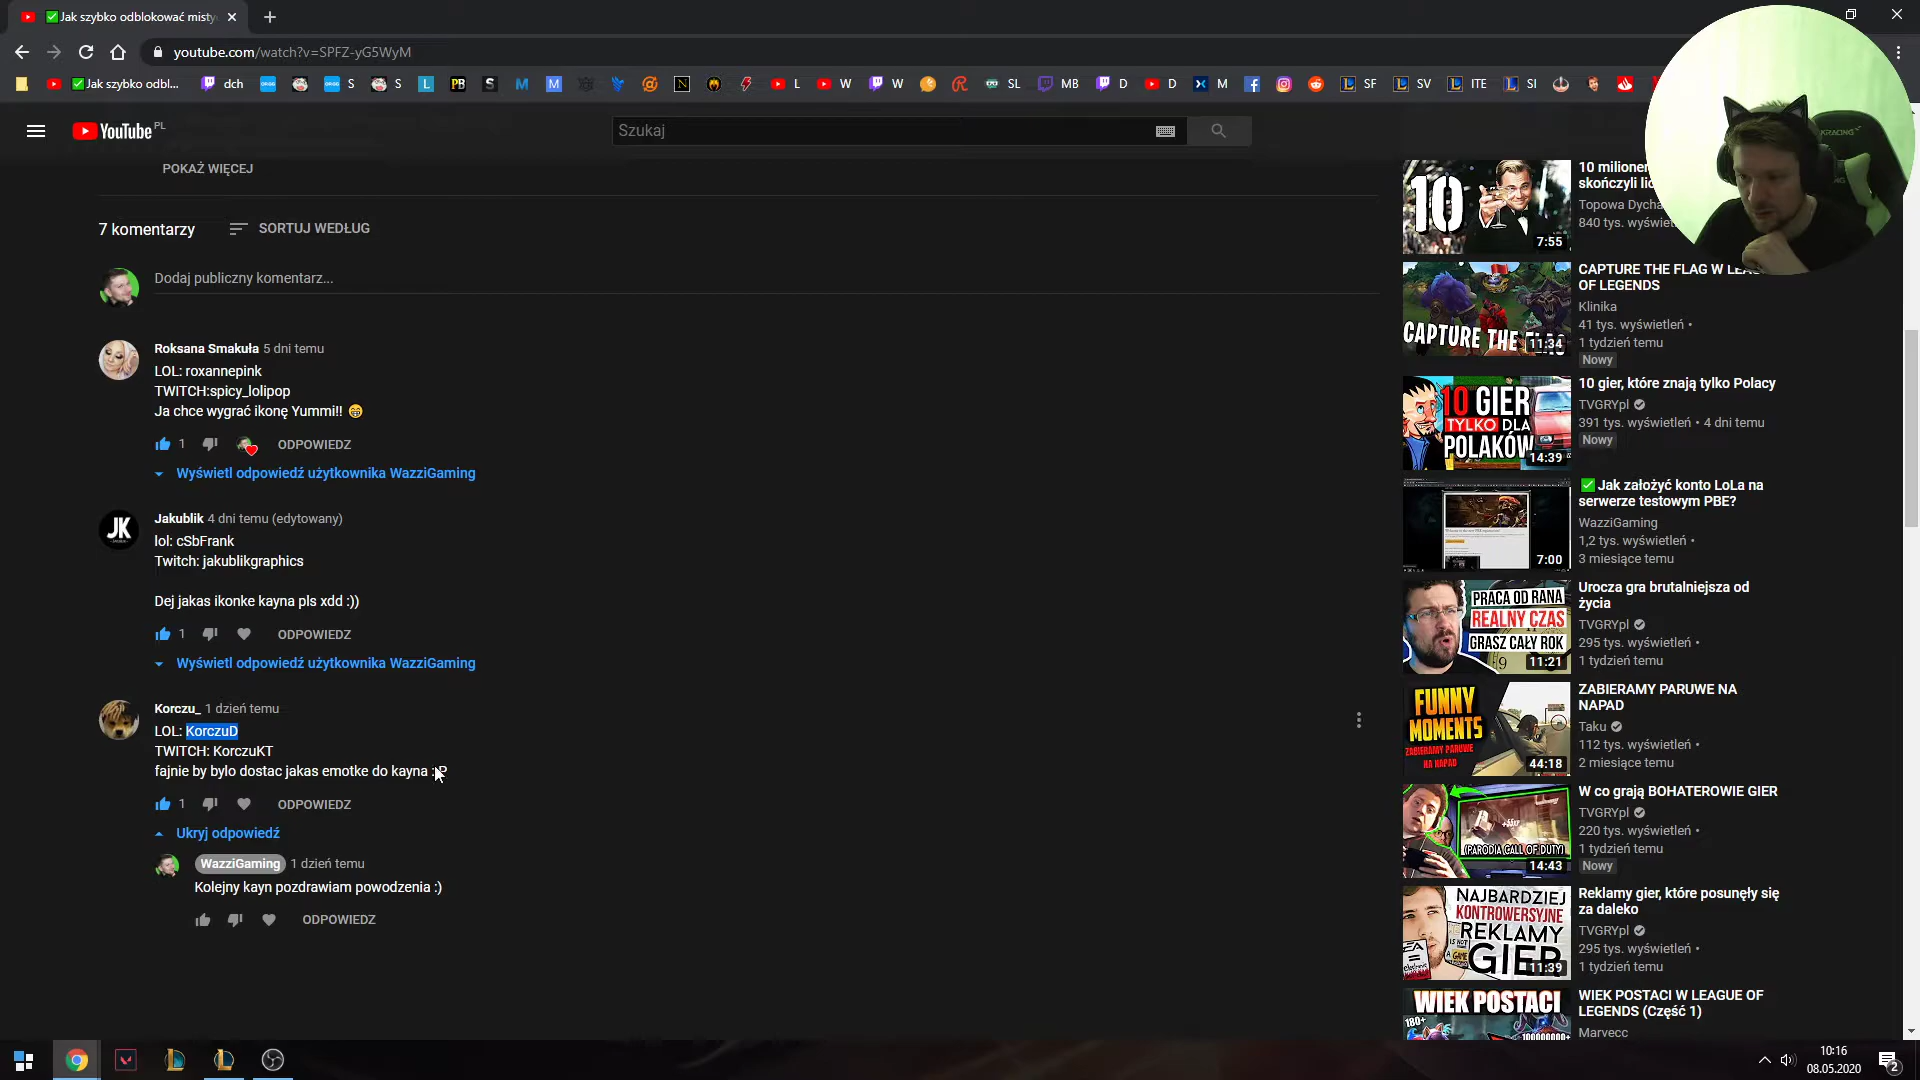 ✅Jak szybko odblokować misty
youtube.com/watch?v=SPFZ-yG5WyM
✅Jak szybko odbl...
dch
S
S
L
W
W
SL
MB
D
D
M
SF
SV
ITE
SI
YouTube PL
Szukaj
POKAŻ WIĘCEJ
7 komentarzy
SORTUJ WEDŁUG
Dodaj publiczny komentarz...
Roksana Smakuła 5 dni temu
LOL: roxannepink
TWITCH:spicy_lolipop
Ja chce wygrać ikonę Yummi!! 😁
1 ODPOWIEDZ
Wyświetl odpowiedź użytkownika WazziGaming
JK
Jakublik 4 dni temu (edytowany)
lol: cSbFrank
Twitch: jakublikgraphics
Dej jakas ikonke kayna pls xdd :))
1 ODPOWIEDZ
Wyświetl odpowiedź użytkownika WazziGaming
Korczu_ 1 dzień temu
LOL: KorczuD
TWITCH: KorczuKT
fajnie by bylo dostac jakas emotke do kayna :P
1 ODPOWIEDZ
Ukryj odpowiedź
WazziGaming 1 dzień temu
Kolejny kayn pozdrawiam powodzenia :)
ODPOWIEDZ
10
7:55
10 milioner
skończyli
Topowa Dycha
840 tys. wyświetl
CAPTURE THE FLAG
11:34
CAPTURE THE FLAG W LEAG
OF LEGENDS
Klinika
41 tys. wyświetleń •
1 tydzień temu
Nowy
10 GIER
TYLKO DLA
POLAKÓW
14:39
10 gier, które znają tylko Polacy
TVGRYpl
391 tys. wyświetleń • 4 dni temu
Nowy
7:00
✅Jak założyć konto LoLa na
serwerze testowym PBE?
WazziGaming
1,2 tys. wyświetleń •
3 miesiące temu
PRACA OD RANA
REALNY CZAS
GRASZ CAŁY ROK
11:21
Urocza gra brutalniejsza od
życia
TVGRYpl
295 tys. wyświetleń •
1 tydzień temu
FUNNY
MOMENTS
ZABIERAMY PARUWE
NA NAPAD
44:18
ZABIERAMY PARUWE NA
NAPAD
Taku
112 tys. wyświetleń •
2 miesiące temu
(PARODIA CALL OF DUTY)
14:43
W co grają BOHATEROWIE GIER
TVGRYpl
220 tys. wyświetleń •
1 tydzień temu
Nowy
NAJBARDZIEJ
KONTROWERSYJNE
REKLAMY
GIER
11:39
Reklamy gier, które posunęły się
za daleko
TVGRYpl
295 tys. wyświetleń •
1 tydzień temu
WIEK POSTACI
180+
WIEK POSTACI W LEAGUE OF
LEGENDS (Część 1)
Marvecc
10:16
08.05.2020
2